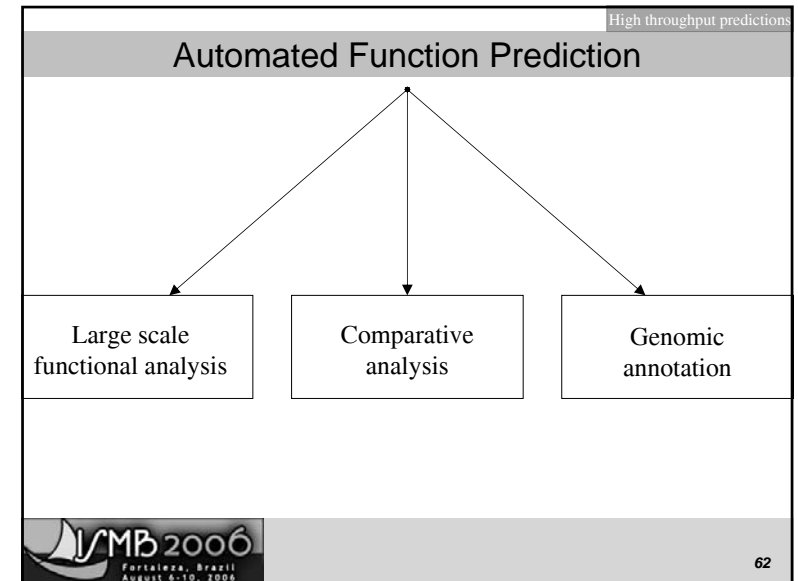 High throughput predictions
Automated Function Prediction
Large scale
functional analysis
Comparative
analysis
Genomic
annotation
ISMB 2006
Fortaleza, Brazil
August 6-10, 2006
62